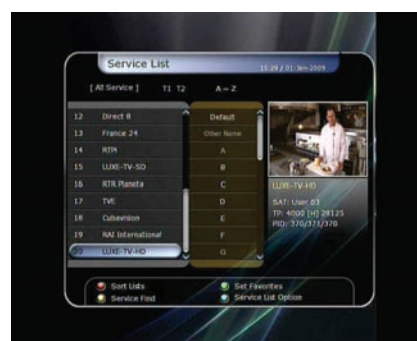 Service List
15:09 / 01-Jan-2009
[ All Service ] T1 T2 A ~ Z
12 Direct 8
13 France 24
14 RTPi
15 LUXE-TV-SD
16 RTR Planeta
17 TVE
18 Cubavision
19 RAI International
20 LUXE-TV-HD
Default
Other Name
A
B
C
D
E
F
G
LUXE-TV-HD
SAT: User 03
TP: 4000 [H] 28125
PID: 370/371/370
Sort Lists
Set Favorites
Service Find
Service List Option